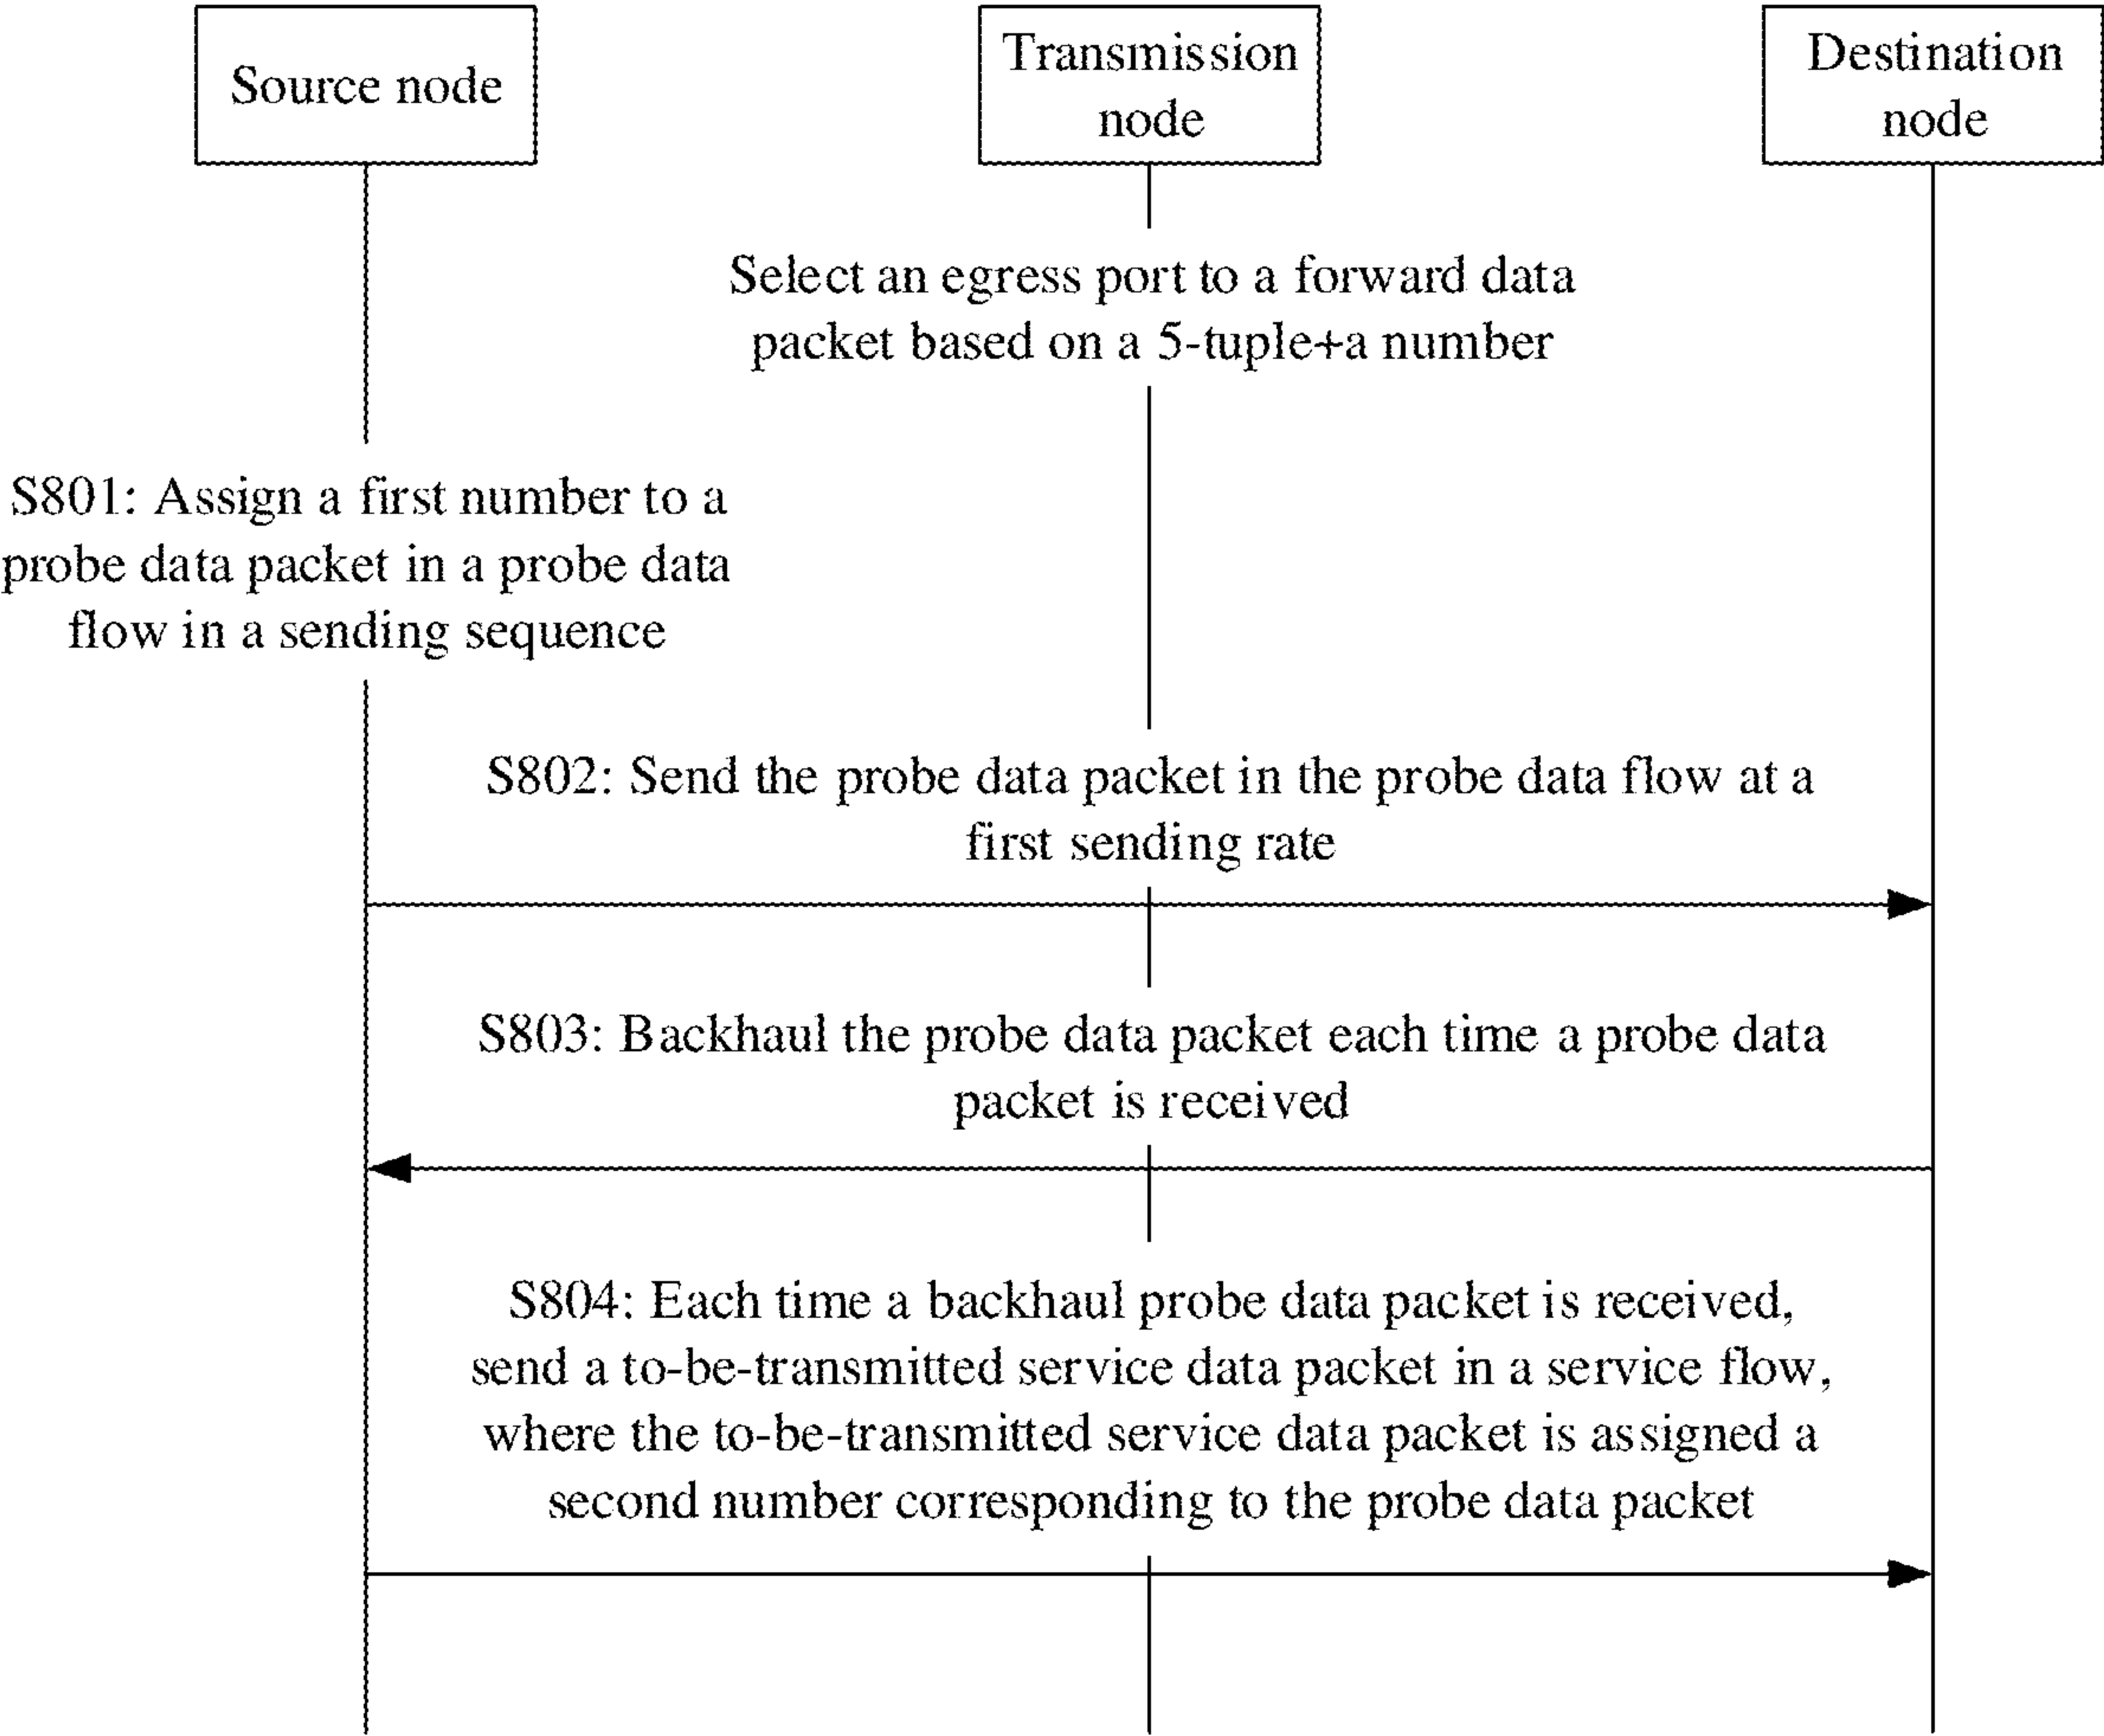 Source node
Transmission
node
Destination
node
Select an egress port to a forward data
packet based on a 5-tuple+a number
S801: Assign a first number to a
probe data packet in a probe data
flow in a sending sequence
S802: Send the probe data packet in the probe data flow at a
first sending rate
S803: Backhaul the probe data packet each time a probe data
packet is received
S804: Each time a backhaul probe data packet is received,
send a to-be-transmitted service data packet in a service flow,
where the to-be-transmitted service data packet is assigned a
second number corresponding to the probe data packet